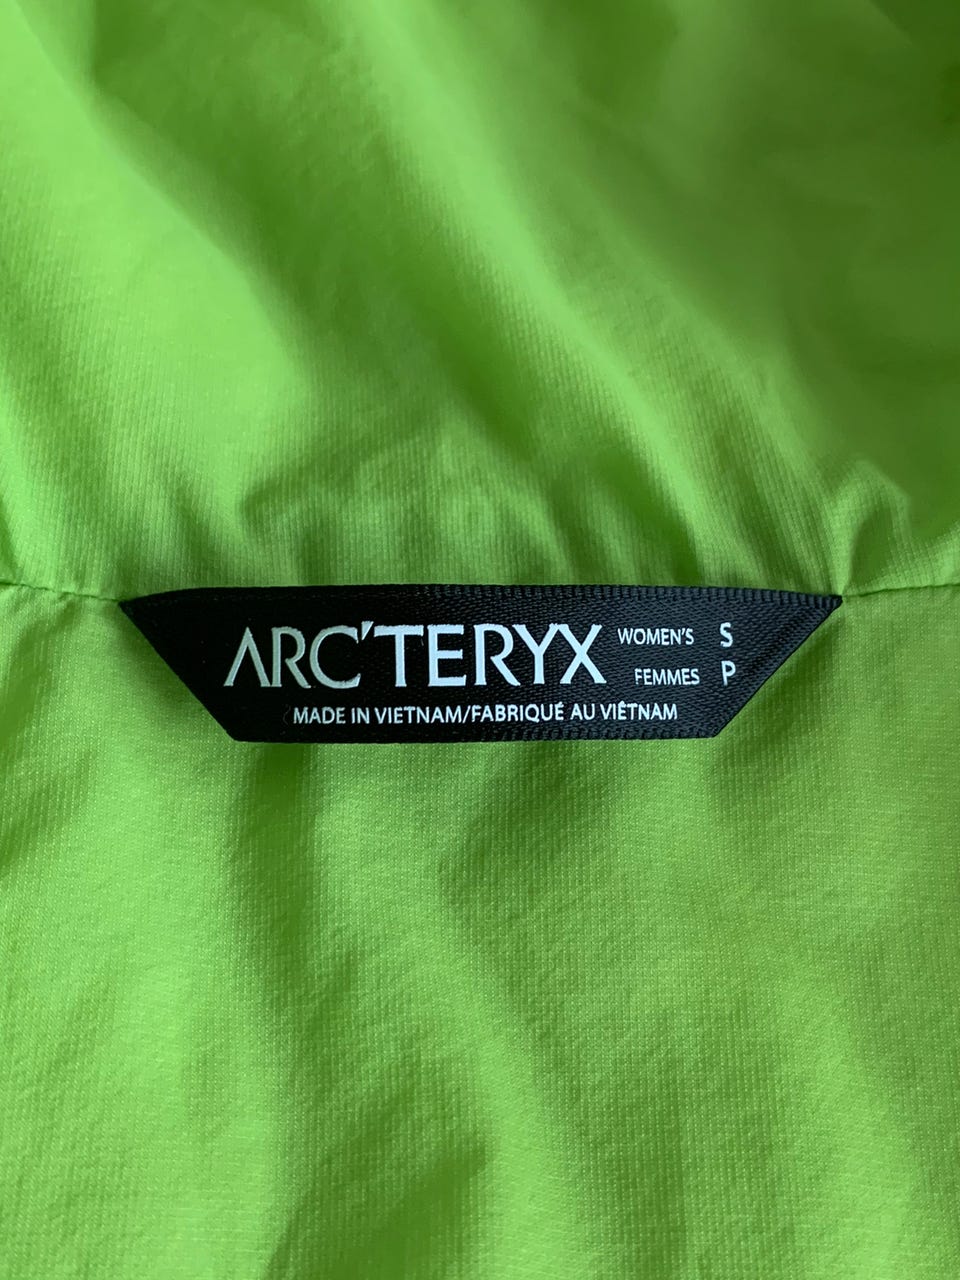 ARC'TERYX WOMEN'S S
FEMMES P
MADE IN VIETNAM/FABRIQUÉ AU VIÊTNAM